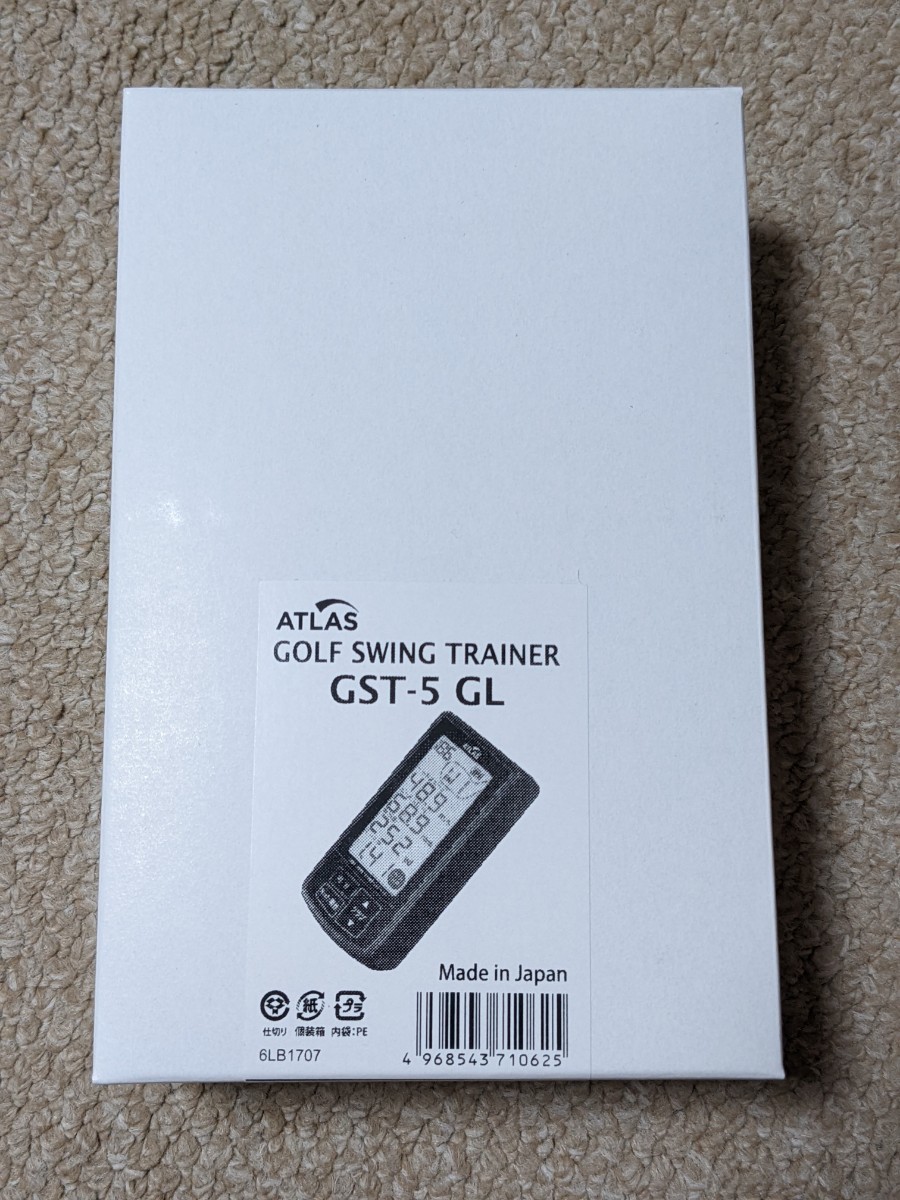 ATLAS
GOLF SWING TRAINER
GST-5 GL
ATLAS
Made in Japan
紙 プラ
仕切り 個装箱 内袋:PE
6LB1707
4 968543 710625